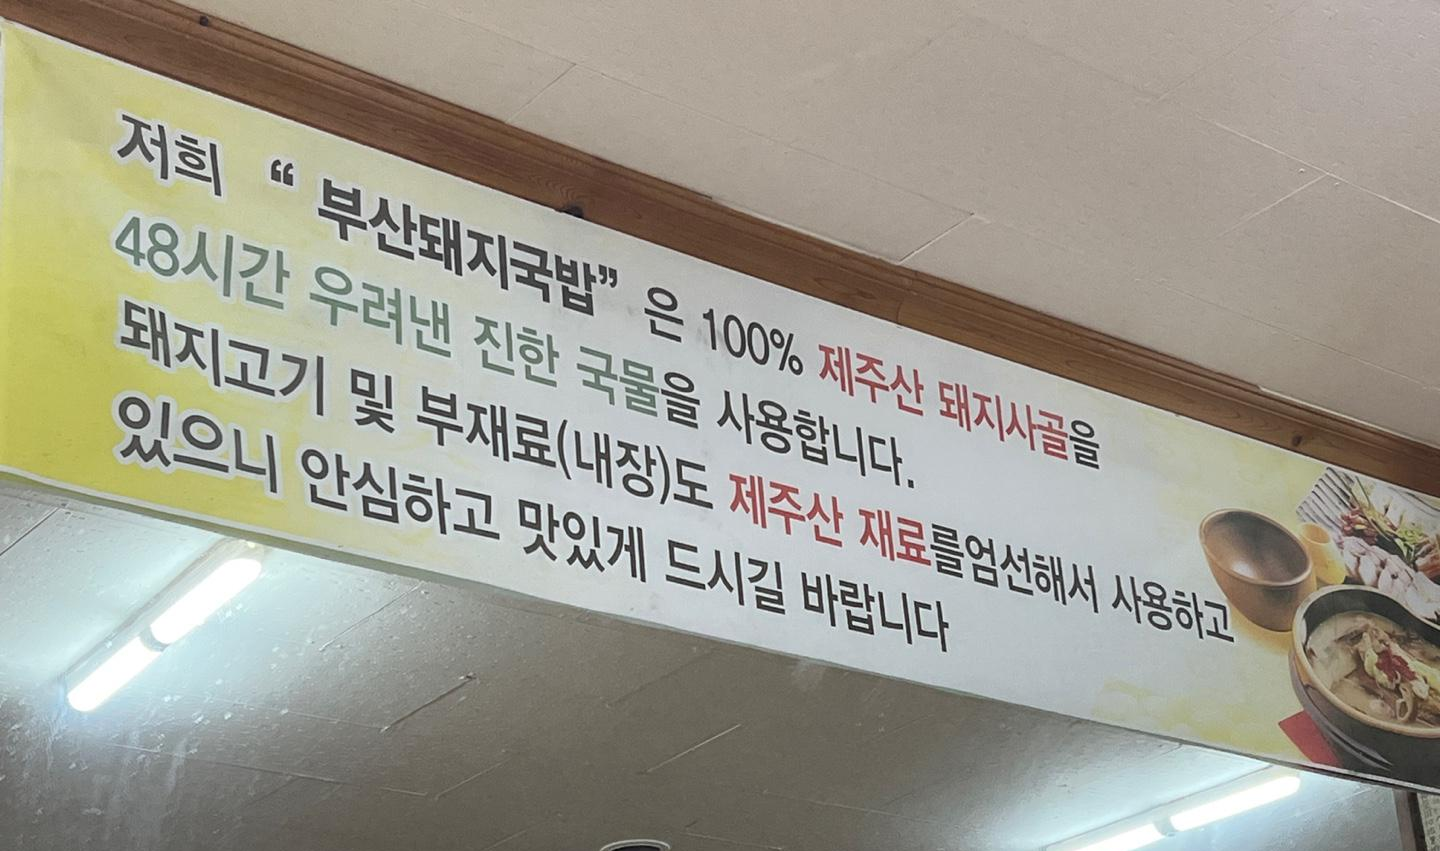 저희 “ 부산돼지국밥” 은 100% 제주산 돼지사골을
48시간 우려낸 진한 국물을 사용합니다.
돼지고기 및 부재료(내장)도 제주산 재료를엄선해서 사용하고
있으니 안심하고 맛있게 드시길 바랍니다